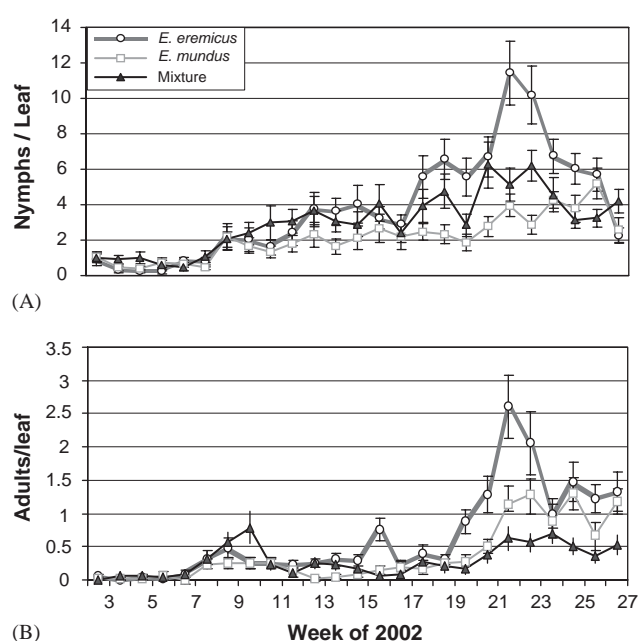 14
12
10
8
6
4
2
0
Nymphs / Leaf
E. eremicus
E. mundus
Mixture
(A)
3.5
3
2.5
2
1.5
1
0.5
0
Adults/leaf
3 5 7 9 11 13 15 17 19 21 23 25 27
(B)
Week of 2002